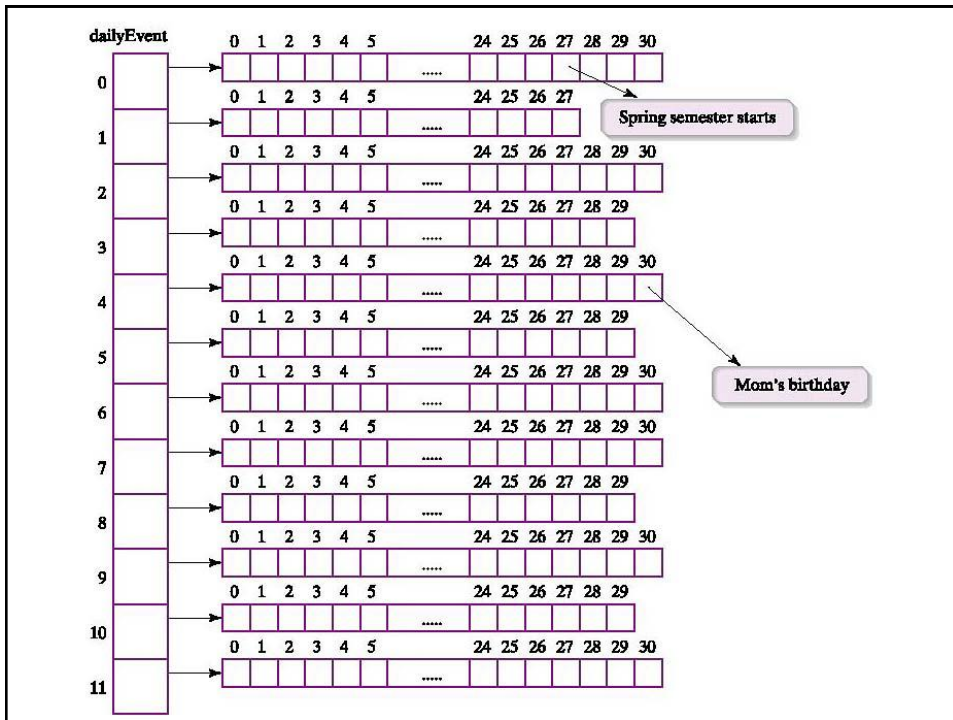 dailyEvent
0 1 2 3 4 5 24 25 26 27 28 29 30
0 .....
0 1 2 3 4 5 24 25 26 27
Spring semester starts
1 .....
0 1 2 3 4 5 24 25 26 27 28 29 30
2 .....
0 1 2 3 4 5 24 25 26 27 28 29
3 .....
0 1 2 3 4 5 24 25 26 27 28 29 30
4 .....
0 1 2 3 4 5 24 25 26 27 28 29
5 .....
Mom's birthday
0 1 2 3 4 5 24 25 26 27 28 29 30
6 .....
0 1 2 3 4 5 24 25 26 27 28 29 30
7 .....
0 1 2 3 4 5 24 25 26 27 28 29
8 .....
0 1 2 3 4 5 24 25 26 27 28 29 30
9 .....
0 1 2 3 4 5 24 25 26 27 28 29
10 .....
0 1 2 3 4 5 24 25 26 27 28 29 30
11 .....